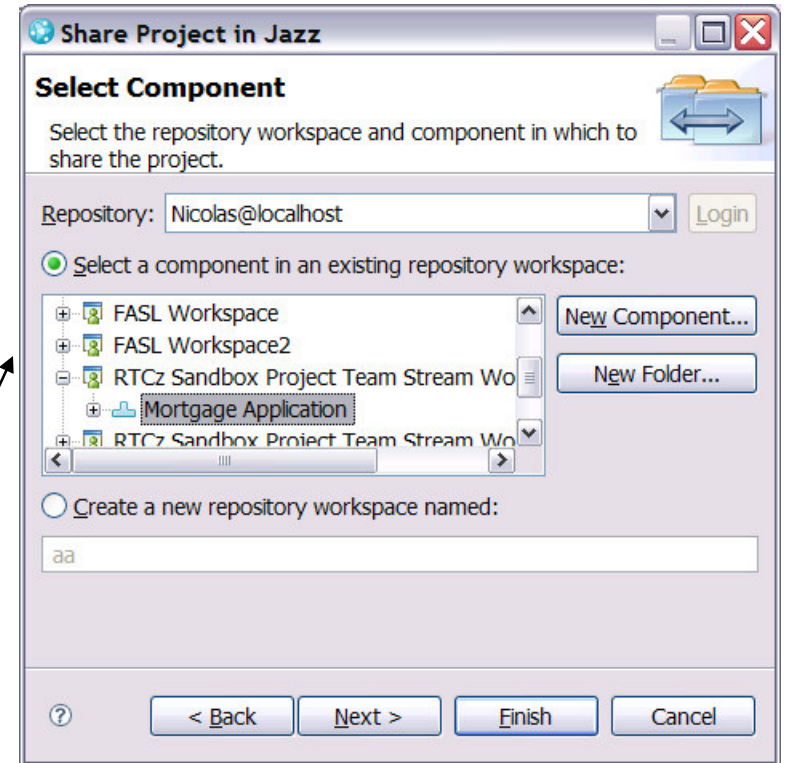 Share Project in Jazz
Select Component
Select the repository workspace and component in which to
share the project.
Repository: Nicolas@localhost Login
Select a component in an existing repository workspace:
FASL Workspace
FASL Workspace2
RTCz Sandbox Project Team Stream Wo
Mortgage Application
RTCz Sandbox Project Team Stream Wo
New Component...
New Folder...
Create a new repository workspace named:
aa
? < Back Next > Finish Cancel